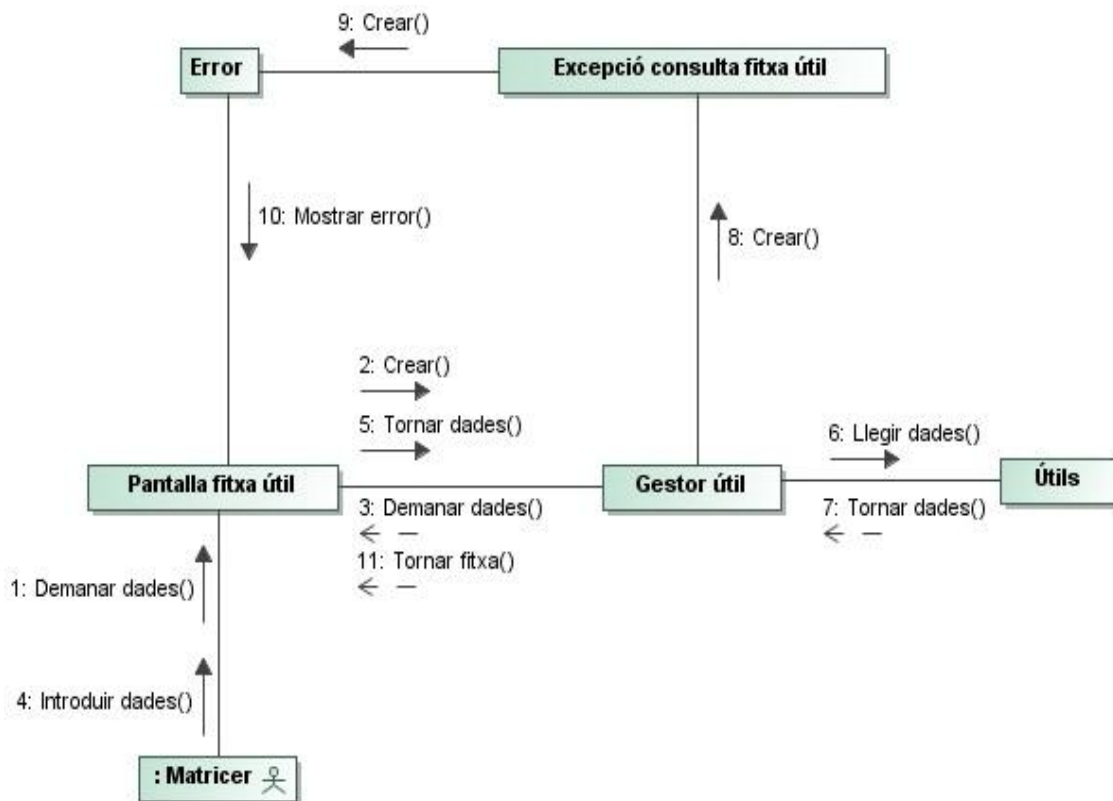 9: Crear()
Error
Excepció consulta fitxa útil
10: Mostrar error()
8: Crear()
2: Crear()
5: Tornar dades()
6: Llegir dades()
Pantalla fitxa útil
Gestor útil
Útils
3: Demanar dades()
7: Tornar dades()
11: Tornar fitxa()
1: Demanar dades()
4: Introduir dades()
: Matricer